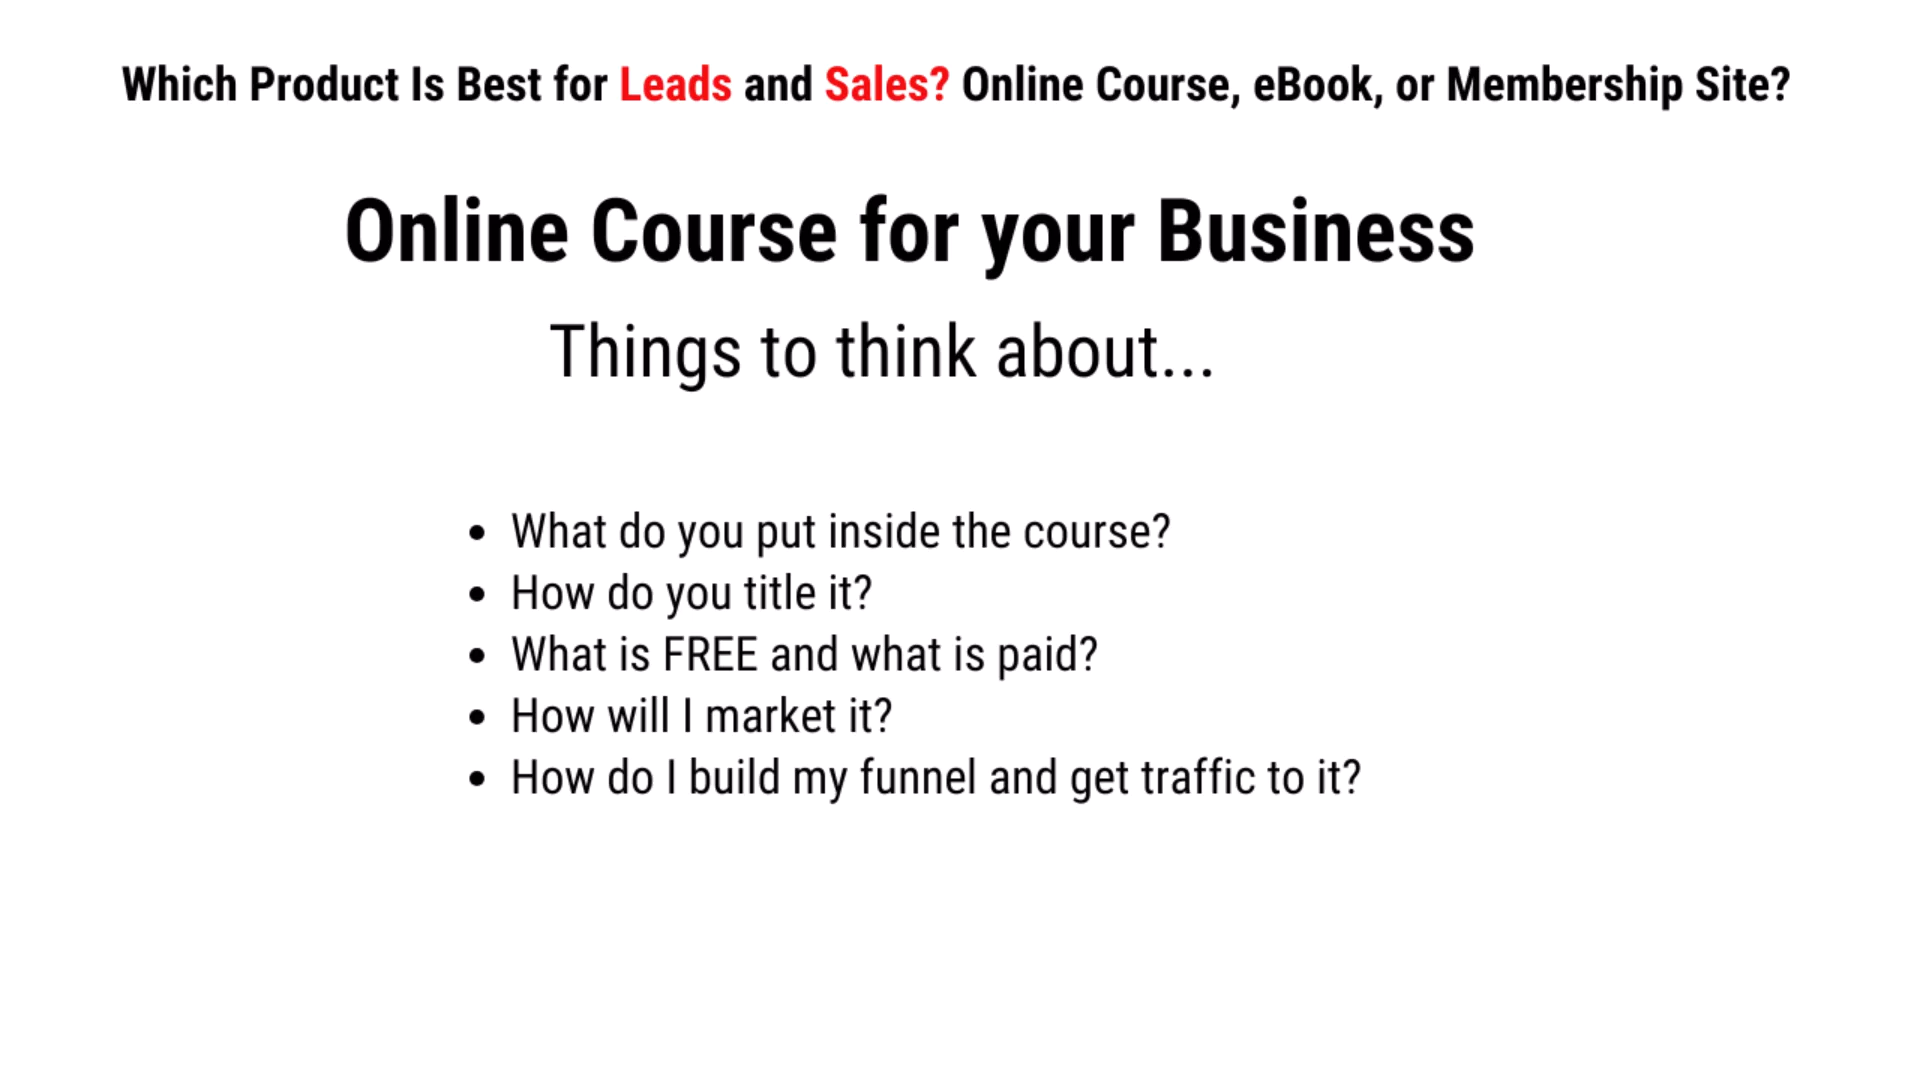 Which Product Is Best for Leads and Sales? Online Course, eBook, or Membership Site?
Online Course for your Business
Things to think about...
• What do you put inside the course?
• How do you title it?
• What is FREE and what is paid?
• How will I market it?
• How do I build my funnel and get traffic to it?